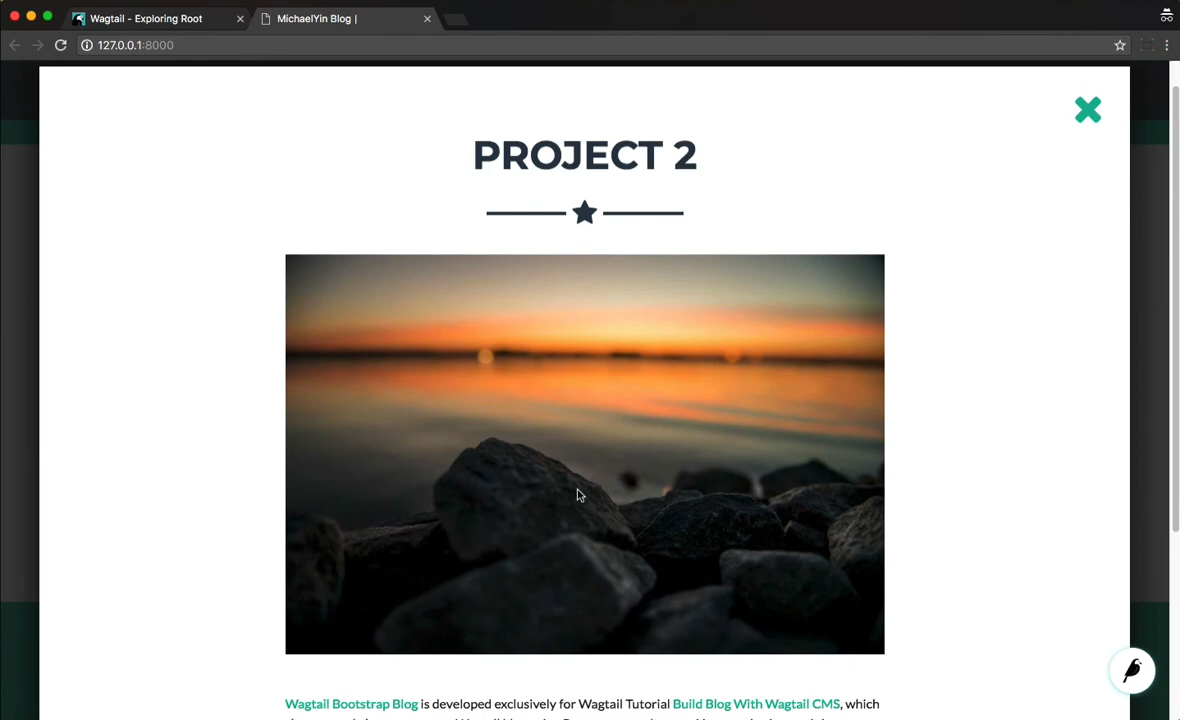 Wagtail - Exploring Root
MichaelYin Blog |
127.0.0.1:8000
PROJECT 2
Wagtail Bootstrap Blog is developed exclusively for Wagtail Tutorial Build Blog With Wagtail CMS, which